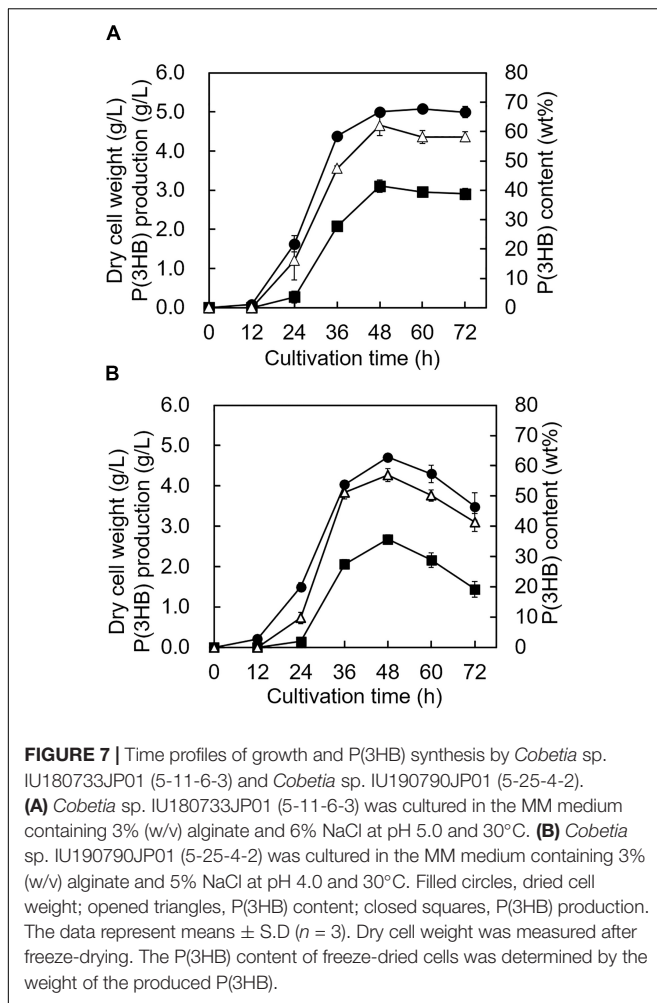 A
6.0
5.0
4.0
3.0
2.0
1.0
0.0
Dry cell weight (g/L)
P(3HB) production (g/L)
80
70
60
50
40
30
20
10
0
P(3HB) content (wt%)
0 12 24 36 48 60 72
Cultivation time (h)
B
6.0
5.0
4.0
3.0
2.0
1.0
0.0
Dry cell weight (g/L)
P(3HB) production (g/L)
80
70
60
50
40
30
20
10
0
P(3HB) content (wt%)
0 12 24 36 48 60 72
Cultivation time (h)
FIGURE 7 | Time profiles of growth and P(3HB) synthesis by Cobetia sp.
IU180733JP01 (5-11-6-3) and Cobetia sp. IU190790JP01 (5-25-4-2).
(A) Cobetia sp. IU180733JP01 (5-11-6-3) was cultured in the MM medium
containing 3% (w/v) alginate and 6% NaCl at pH 5.0 and 30°C. (B) Cobetia
sp. IU190790JP01 (5-25-4-2) was cultured in the MM medium containing 3%
(w/v) alginate and 5% NaCl at pH 4.0 and 30°C. Filled circles, dried cell
weight; opened triangles, P(3HB) content; closed squares, P(3HB) production.
The data represent means ± S.D (n = 3). Dry cell weight was measured after
freeze-drying. The P(3HB) content of freeze-dried cells was determined by the
weight of the produced P(3HB).